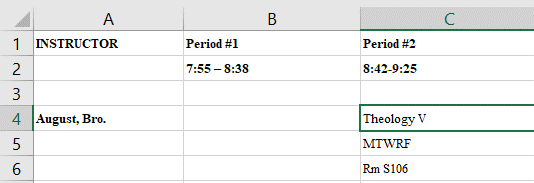 A B C
1 INSTRUCTOR Period #1 Period #2
2 7:55 – 8:38 8:42-9:25
3
4 August, Bro. Theology V
5 MTWRF
6 Rm S106